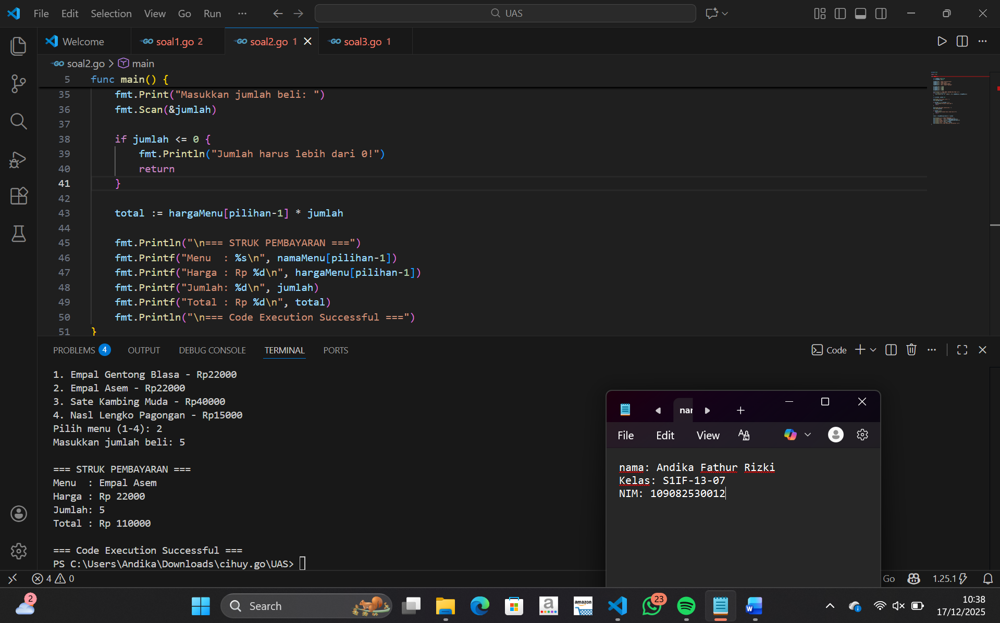 File Edit Selection View Go Run ··· UAS
Welcome soal1.go 2 soal2.go 1 soal3.go 1
soal2.go > main
5 func main() {
35 fmt.Print("Masukkan jumlah beli: ")
36 fmt.Scan(&jumlah)
37
38 if jumlah <= 0 {
39 fmt.Println("Jumlah harus lebih dari 0!")
40 return
41 }
42
43 total := hargaMenu[pilihan-1] * jumlah
44
45 fmt.Println("\n=== STRUK PEMBAYARAN ===")
46 fmt.Printf("Menu  : %s\n", namaMenu[pilihan-1])
47 fmt.Printf("Harga : Rp %d\n", hargaMenu[pilihan-1])
48 fmt.Printf("Jumlah: %d\n", jumlah)
49 fmt.Printf("Total : Rp %d\n", total)
50 fmt.Println("\n=== Code Execution Successful ===")
51 }
PROBLEMS 4 OUTPUT DEBUG CONSOLE TERMINAL PORTS Code
1. Empal Gentong Blasa - Rp22000
2. Empal Asem - Rp22000
3. Sate Kambing Muda - Rp40000
4. Nasl Lengko Pagongan - Rp15000
Pilih menu (1-4): 2
Masukkan jumlah beli: 5
=== STRUK PEMBAYARAN ===
Menu  : Empal Asem
Harga : Rp 22000
Jumlah: 5
Total : Rp 110000
=== Code Execution Successful ===
PS C:\Users\Andika\Downloads\cihuy.go\UAS>
nar
File Edit View
nama: Andika Fathur Rizki
Kelas: S1IF-13-07
NIM: 109082530012
4 0 Go 1.25.1
2 Search amazon 23 10:38
17/12/2025